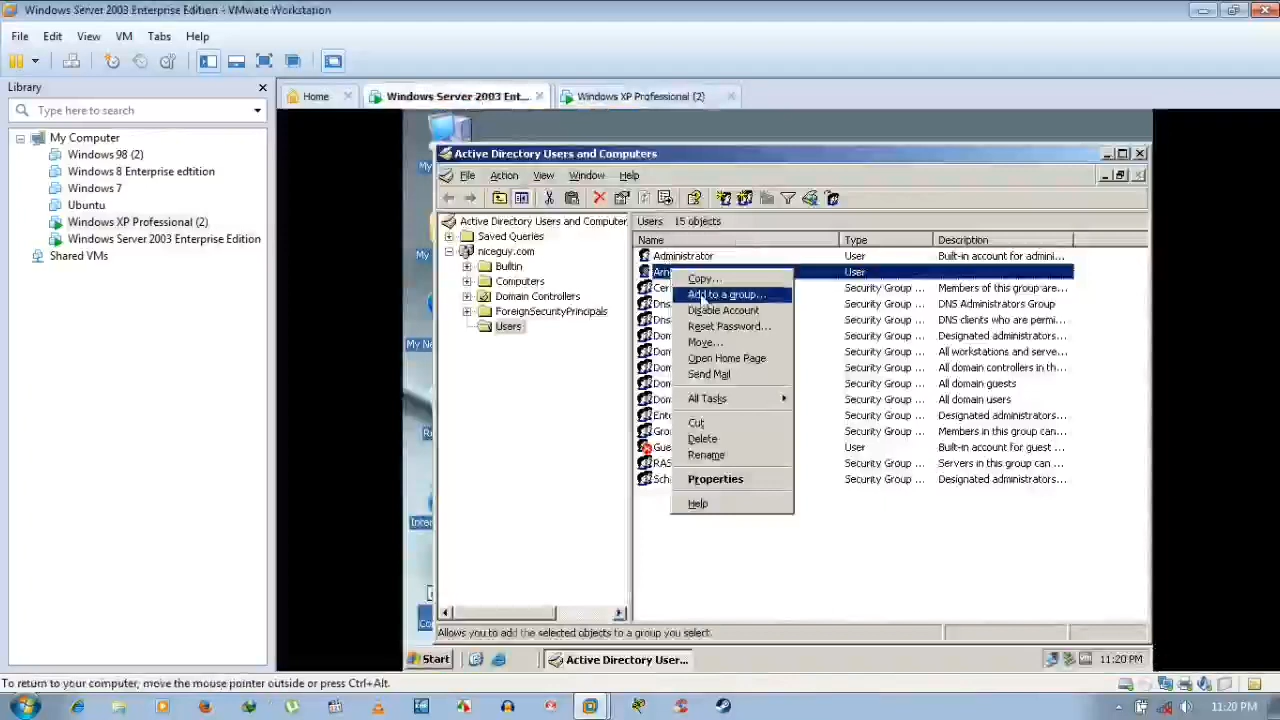 Windows Server 2003 Enterprise Edition - VMware Workstation
File Edit View VM Tabs Help
Library
Type here to search
My Computer
Windows 98 (2)
Windows 8 Enterprise edtition
Windows 7
Ubuntu
Windows XP Professional (2)
Windows Server 2003 Enterprise Edition
Shared VMs
Home
Windows Server 2003 Ent...
Windows XP Professional (2)
Active Directory Users and Computers
File Action View Window Help
Active Directory Users and Computer
Saved Queries
niceguy.com
Builtin
Computers
Domain Controllers
ForeignSecurityPrincipals
Users
Users 15 objects
Name Type Description
Administrator User Built-in account for admini...
User
Security Group ... Members of this group are...
Security Group ... DNS Administrators Group
Security Group ... DNS clients who are permi...
Security Group ... Designated administrators...
Security Group ... All workstations and serve...
Security Group ... All domain controllers in th...
Security Group ... All domain guests
Security Group ... All domain users
Security Group ... Designated administrators...
Security Group ... Members in this group can...
User Built-in account for guest ...
Security Group ... Servers in this group can ...
Security Group ... Designated administrators...
Copy...
Add to a group...
Disable Account
Reset Password...
Move...
Open Home Page
Send Mail
All Tasks
Cut
Delete
Rename
Properties
Help
Allows you to add the selected objects to a group you select.
Start
Active Directory User...
11:20 PM
To return to your computer, move the mouse pointer outside or press Ctrl+Alt.
11:20 PM